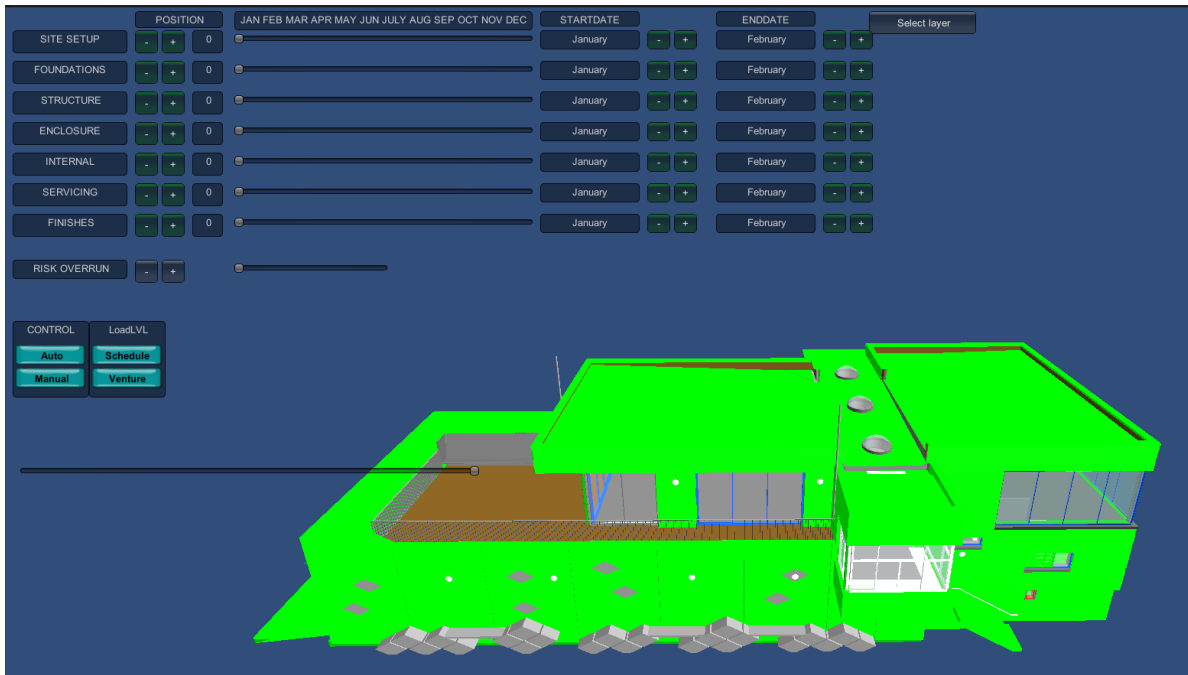 POSITION JAN FEB MAR APR MAY JUN JULY AUG SEP OCT NOV DEC STARTDATE ENDDATE Select layer
SITE SETUP - + 0 January - + February - +
FOUNDATIONS - + 0 January - + February - +
STRUCTURE - + 0 January - + February - +
ENCLOSURE - + 0 January - + February - +
INTERNAL - + 0 January - + February - +
SERVICING - + 0 January - + February - +
FINISHES - + 0 January - + February - +
RISK OVERRUN - +
CONTROL LoadLVL
Auto Schedule
Manual Venture